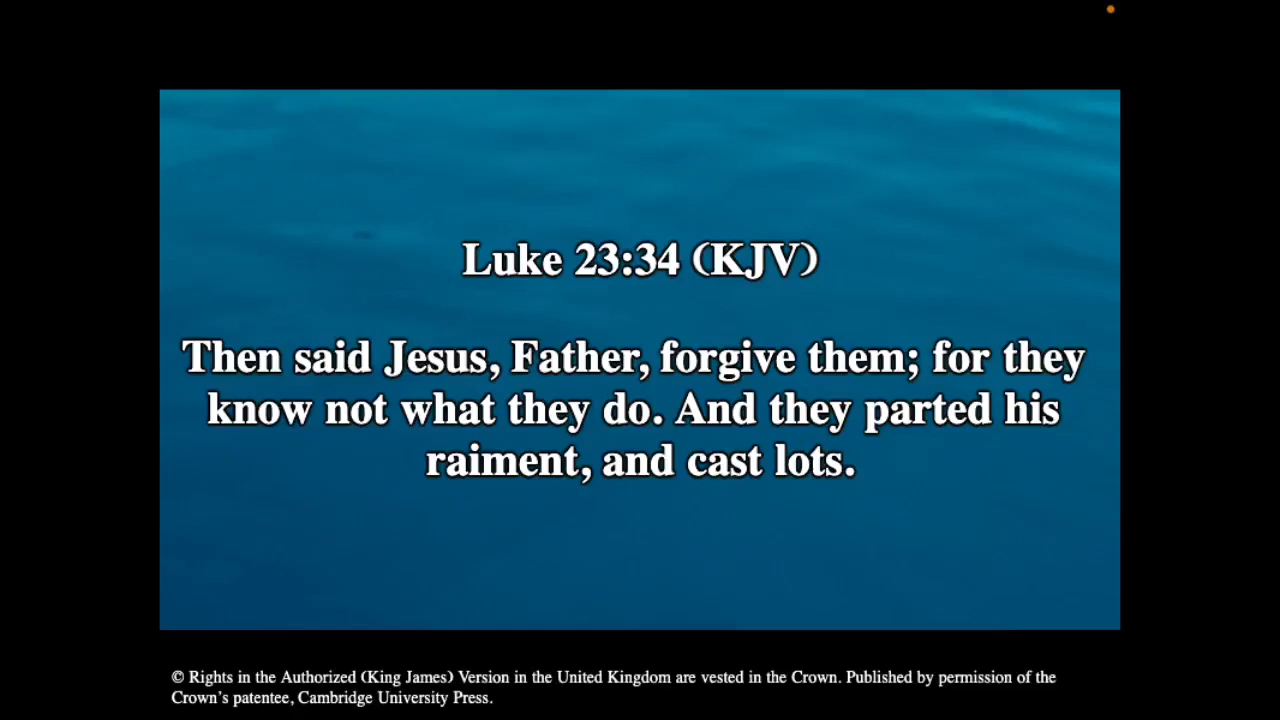 Luke 23:34 (KJV)
Then said Jesus, Father, forgive them; for they
know not what they do. And they parted his
raiment, and cast lots.
© Rights in the Authorized (King James) Version in the United Kingdom are vested in the Crown. Published by permission of the
Crown’s patentee, Cambridge University Press.